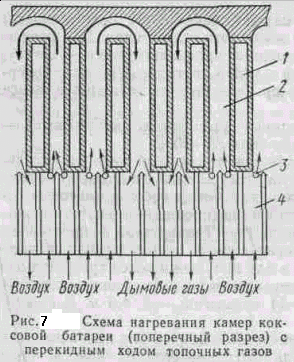 1
2
3
4
Воздух Воздух Дымовые газы Воздух
Рис.7 Схема нагревания камер кок-
совой батареи (поперечный разрез) с
перекидным ходом топочных газов